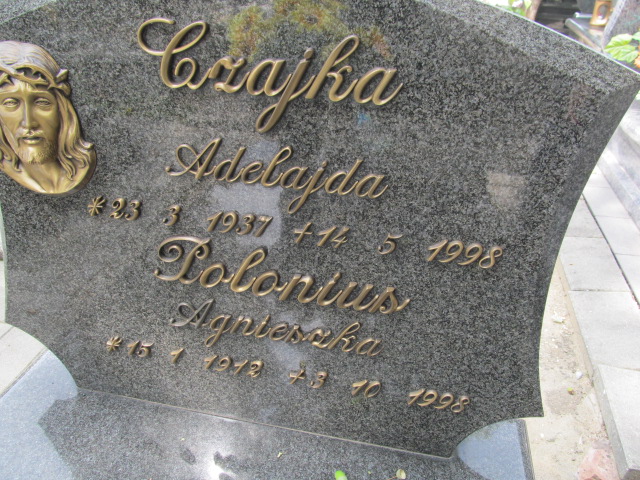 Czajka
Adelajda
*23 3 1937 +14 5 1998
Polonius
Agnieszka
*15 1 1912 +3 10 1998